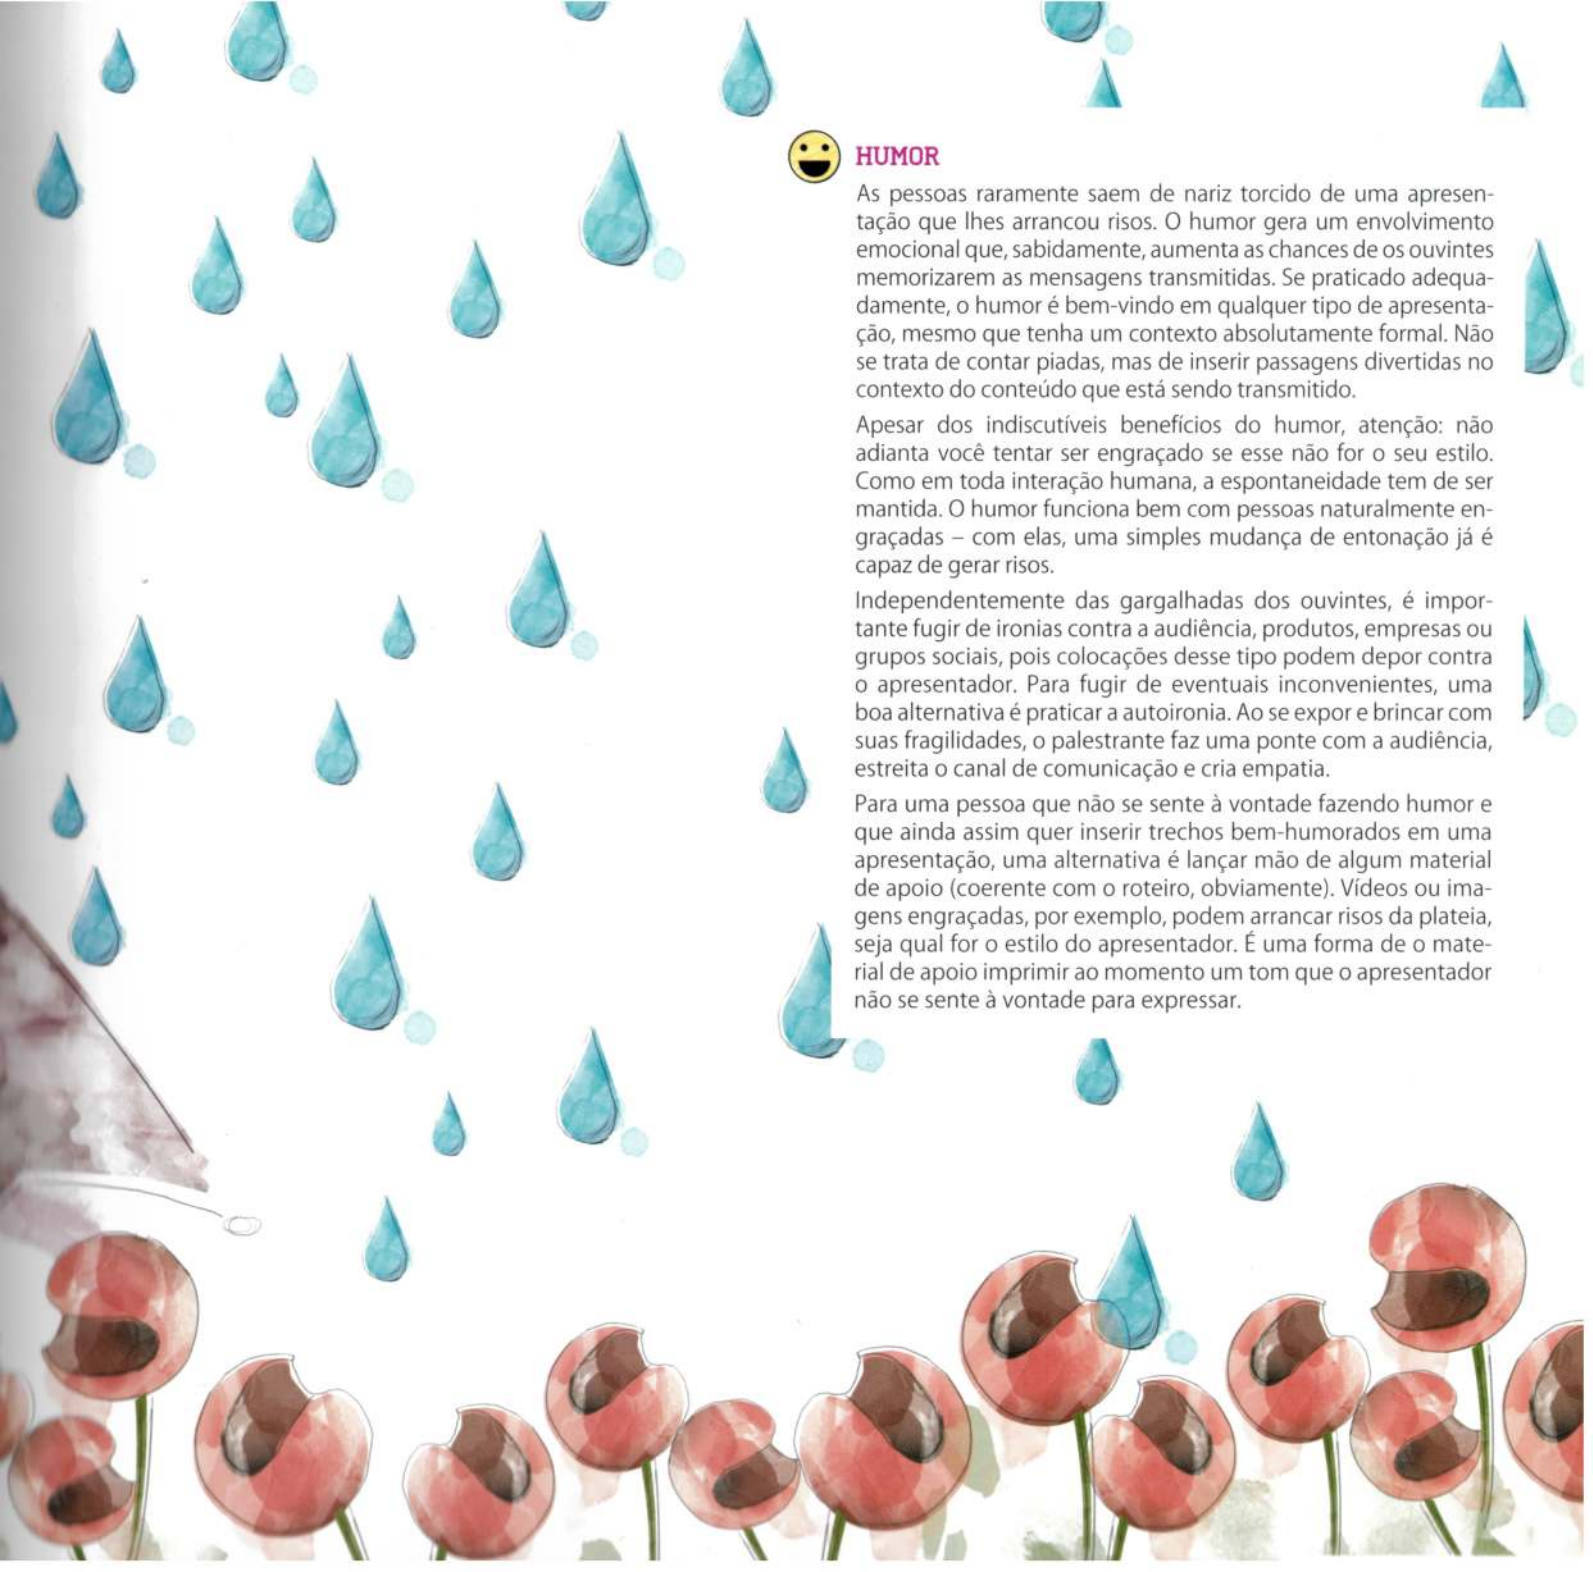 HUMOR
As pessoas raramente saem de nariz torcido de uma apresen-
tação que lhes arrancou risos. O humor gera um envolvimento
emocional que, sabidamente, aumenta as chances de os ouvintes
memorizarem as mensagens transmitidas. Se praticado adequa-
damente, o humor é bem-vindo em qualquer tipo de apresenta-
ção, mesmo que tenha um contexto absolutamente formal. Não
se trata de contar piadas, mas de inserir passagens divertidas no
contexto do conteúdo que está sendo transmitido.
Apesar dos indiscutíveis benefícios do humor, atenção: não
adianta você tentar ser engraçado se esse não for o seu estilo.
Como em toda interação humana, a espontaneidade tem de ser
mantida. O humor funciona bem com pessoas naturalmente en-
graçadas – com elas, uma simples mudança de entonação já é
capaz de gerar risos.
Independentemente das gargalhadas dos ouvintes, é impor-
tante fugir de ironias contra a audiência, produtos, empresas ou
grupos sociais, pois colocações desse tipo podem depor contra
o apresentador. Para fugir de eventuais inconvenientes, uma
boa alternativa é praticar a autoironia. Ao se expor e brincar com
suas fragilidades, o palestrante faz uma ponte com a audiência,
estreita o canal de comunicação e cria empatia.
Para uma pessoa que não se sente à vontade fazendo humor e
que ainda assim quer inserir trechos bem-humorados em uma
apresentação, uma alternativa é lançar mão de algum material
de apoio (coerente com o roteiro, obviamente). Vídeos ou ima-
gens engraçadas, por exemplo, podem arrancar risos da plateia,
seja qual for o estilo do apresentador. É uma forma de o mate-
rial de apoio imprimir ao momento um tom que o apresentador
não se sente à vontade para expressar.